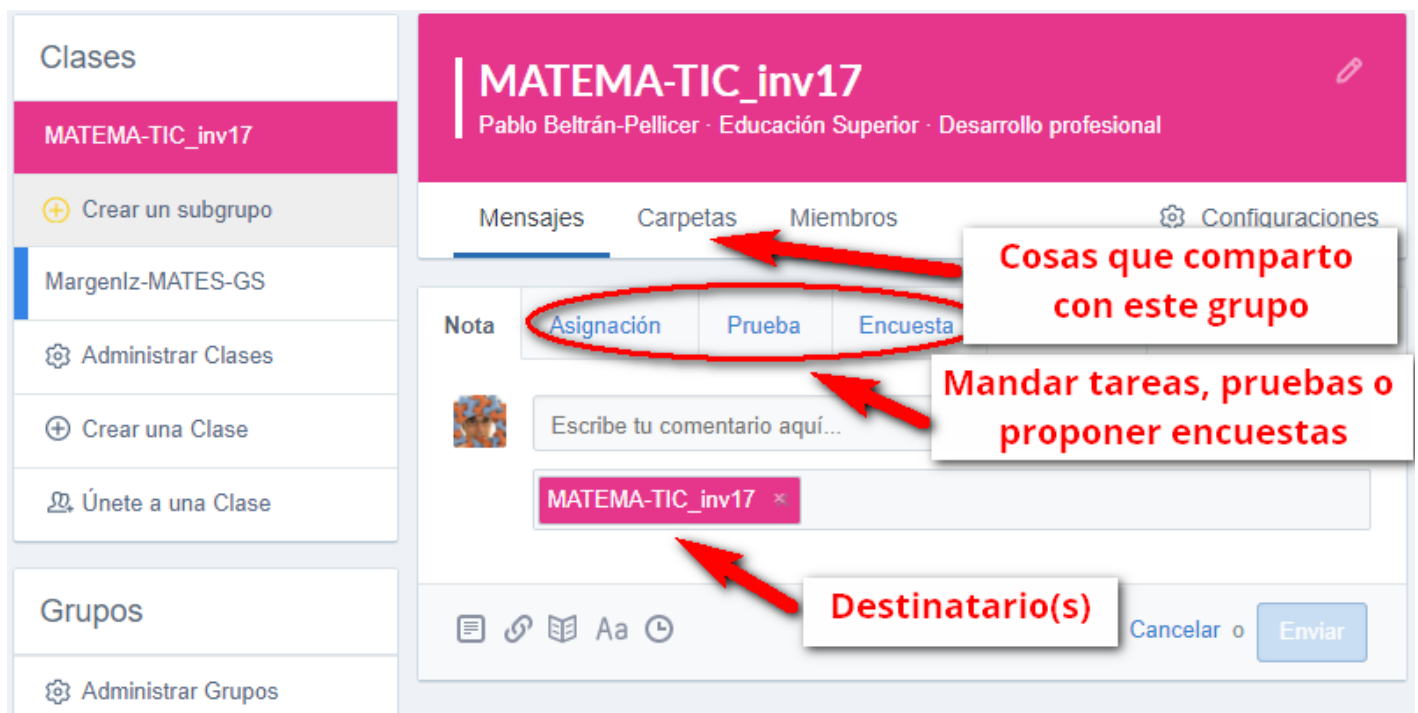 Clases
MATEMA-TIC_inv17
Crear un subgrupo
MargenIz-MATES-GS
Administrar Clases
Crear una Clase
Únete a una Clase
Grupos
Administrar Grupos
MATEMA-TIC_inv17
Pablo Beltrán-Pellicer · Educación Superior · Desarrollo profesional
Mensajes Carpetas Miembros Configuraciones
Cosas que comparto
con este grupo
Nota Asignación Prueba Encuesta
Mandar tareas, pruebas o
proponer encuestas
Escribe tu comentario aquí...
MATEMA-TIC_inv17 ×
Destinatario(s)
Aa
Cancelar o Enviar